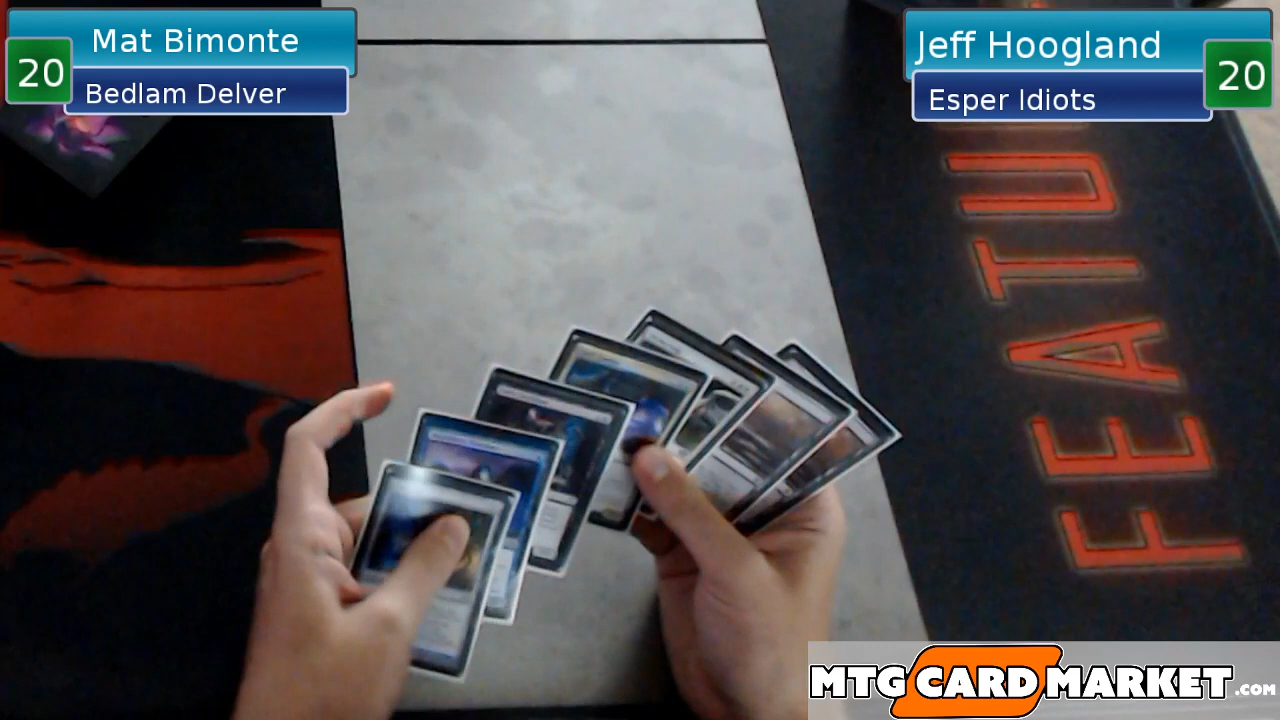 20
Mat Bimonte
Bedlam Delver
Jeff Hoogland
Esper Idiots
20
FEATU
MTG CARD MARKET.COM